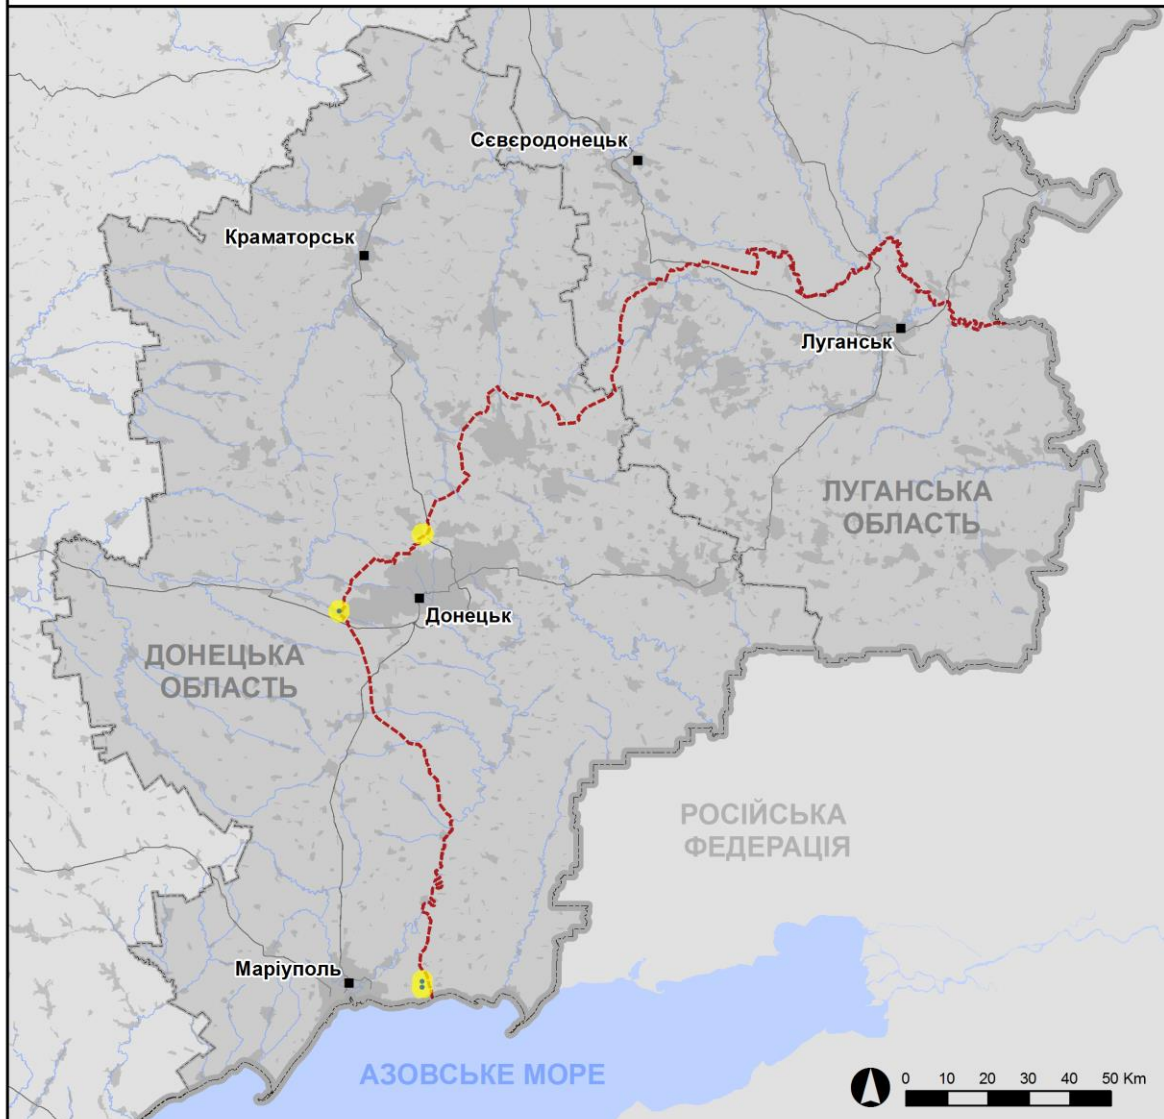 Сєвєродонецьк
Краматорськ
Луганськ
ЛУГАНСЬКА
ОБЛАСТЬ
Донецьк
ДОНЕЦЬКА
ОБЛАСТЬ
РОСІЙСЬКА
ФЕДЕРАЦІЯ
Маріуполь
АЗОВСЬКЕ МОРЕ
0 10 20 30 40 50 Km